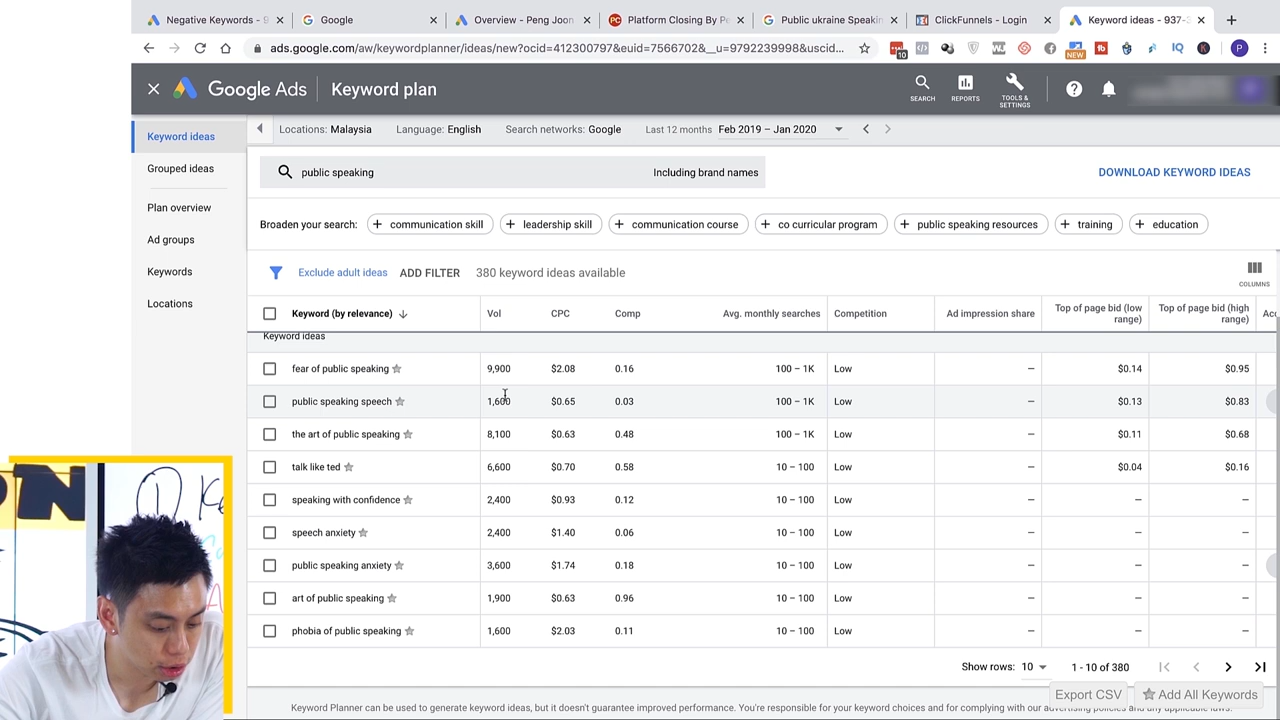 Negative Keywords - 9
Google
Overview - Peng Joon
Platform Closing By Pe
Public ukraine Speakin
ClickFunnels - Login
Keyword ideas - 937-3
ads.google.com/aw/keywordplanner/ideas/new?ocid=412300797&euid=7566702&__u=9792239998&uscid...
10
NEW
IQ
P
Google Ads
Keyword plan
SEARCH
REPORTS
TOOLS & SETTINGS
Keyword ideas
Grouped ideas
Plan overview
Ad groups
Keywords
Locations
Locations: Malaysia
Language: English
Search networks: Google
Last 12 months Feb 2019 – Jan 2020
public speaking
Including brand names
DOWNLOAD KEYWORD IDEAS
Broaden your search:
+ communication skill
+ leadership skill
+ communication course
+ co curricular program
+ public speaking resources
+ training
+ education
Exclude adult ideas
ADD FILTER
380 keyword ideas available
COLUMNS
Keyword (by relevance) Vol CPC Comp Avg. monthly searches Competition Ad impression share Top of page bid (low range) Top of page bid (high range) Acc
Keyword ideas
fear of public speaking 9,900 $2.08 0.16 100 – 1K Low – $0.14 $0.95
public speaking speech 1,600 $0.65 0.03 100 – 1K Low – $0.13 $0.83
the art of public speaking 8,100 $0.63 0.48 100 – 1K Low – $0.11 $0.68
talk like ted 6,600 $0.70 0.58 10 – 100 Low – $0.04 $0.16
speaking with confidence 2,400 $0.93 0.12 10 – 100 Low – – –
speech anxiety 2,400 $1.40 0.06 10 – 100 Low – – –
public speaking anxiety 3,600 $1.74 0.18 10 – 100 Low – – –
art of public speaking 1,900 $0.63 0.96 10 – 100 Low – – –
phobia of public speaking 1,600 $2.03 0.11 10 – 100 Low – – –
Show rows: 10
1 - 10 of 380
Export CSV
Add All Keywords
Keyword Planner can be used to generate keyword ideas, but it doesn't guarantee improved performance. You're responsible for your keyword choices and for complying with our advertising policies and any applicable laws.